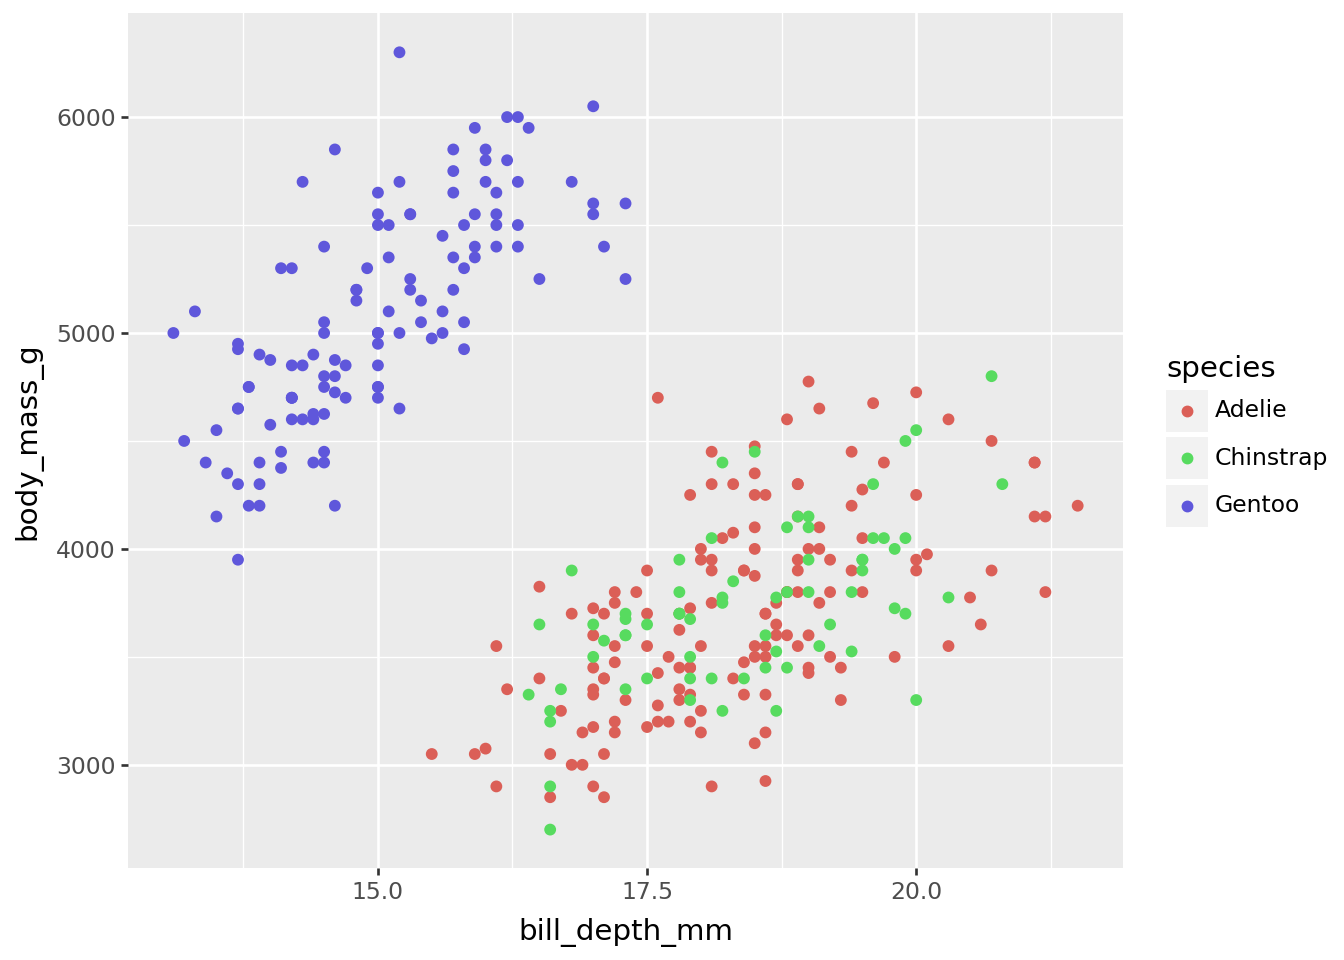 6000
5000
4000
3000
body_mass_g
15.0
17.5
20.0
bill_depth_mm
species
Adelie
Chinstrap
Gentoo